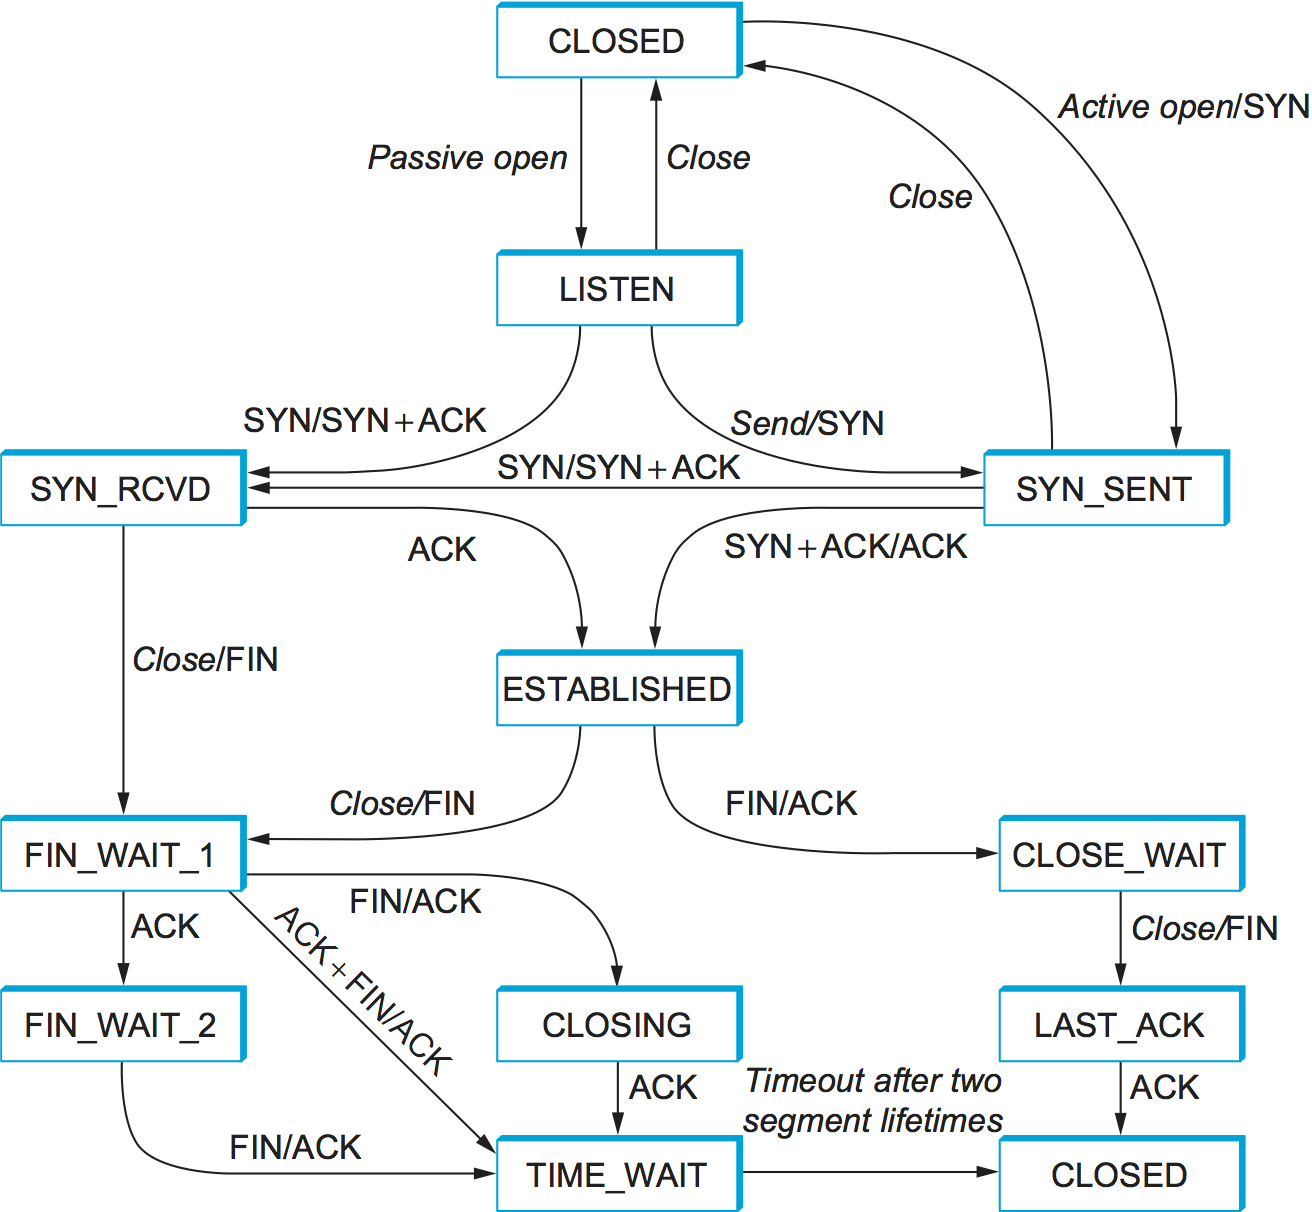 CLOSED
Active open/SYN
Passive open
Close
Close
LISTEN
SYN/SYN+ACK
Send/SYN
SYN/SYN+ACK
SYN_RCVD
SYN_SENT
ACK
SYN+ACK/ACK
Close/FIN
ESTABLISHED
Close/FIN
FIN/ACK
FIN_WAIT_1
CLOSE_WAIT
FIN/ACK
ACK
ACK+FIN/ACK
Close/FIN
FIN_WAIT_2
CLOSING
LAST_ACK
ACK
Timeout after two
segment lifetimes
ACK
FIN/ACK
TIME_WAIT
CLOSED